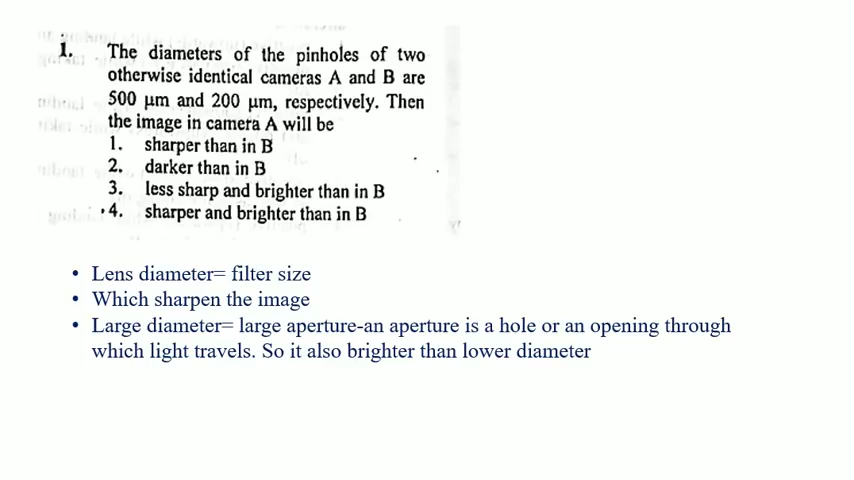 1. The diameters of the pinholes of two
otherwise identical cameras A and B are
500 μm and 200 μm, respectively. Then
the image in camera A will be
1. sharper than in B
2. darker than in B
3. less sharp and brighter than in B
4. sharper and brighter than in B
• Lens diameter= filter size
• Which sharpen the image
• Large diameter= large aperture-an aperture is a hole or an opening through
which light travels. So it also brighter than lower diameter